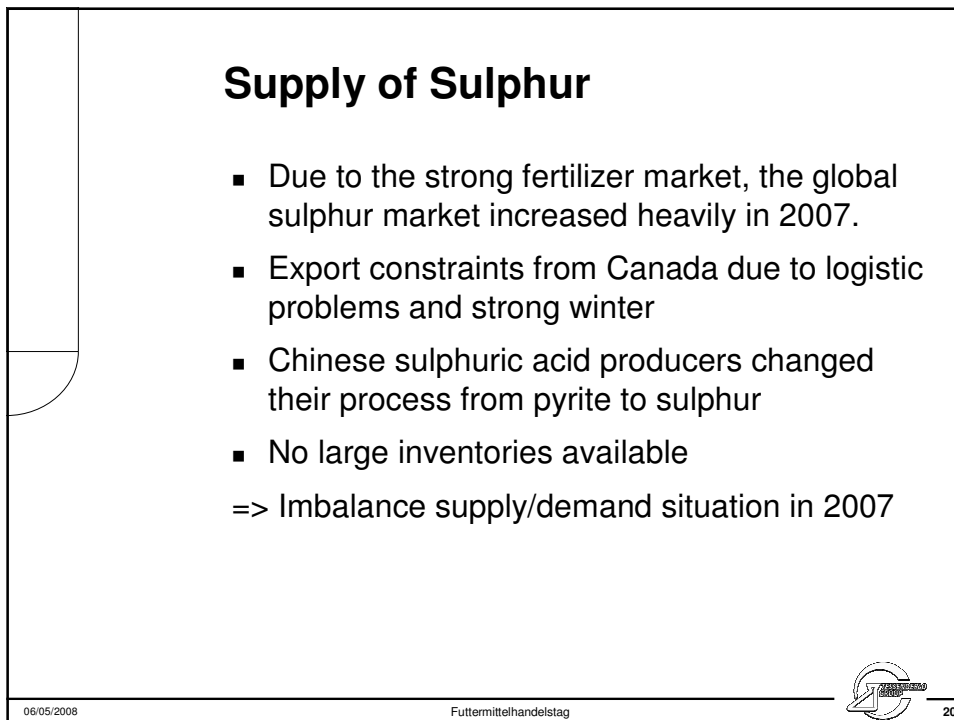 Supply of Sulphur
▪ Due to the strong fertilizer market, the global
sulphur market increased heavily in 2007.
▪ Export constraints from Canada due to logistic
problems and strong winter
▪ Chinese sulphuric acid producers changed
their process from pyrite to sulphur
▪ No large inventories available
=> Imbalance supply/demand situation in 2007
06/05/2008
Futtermittelhandelstag
GROUP
20